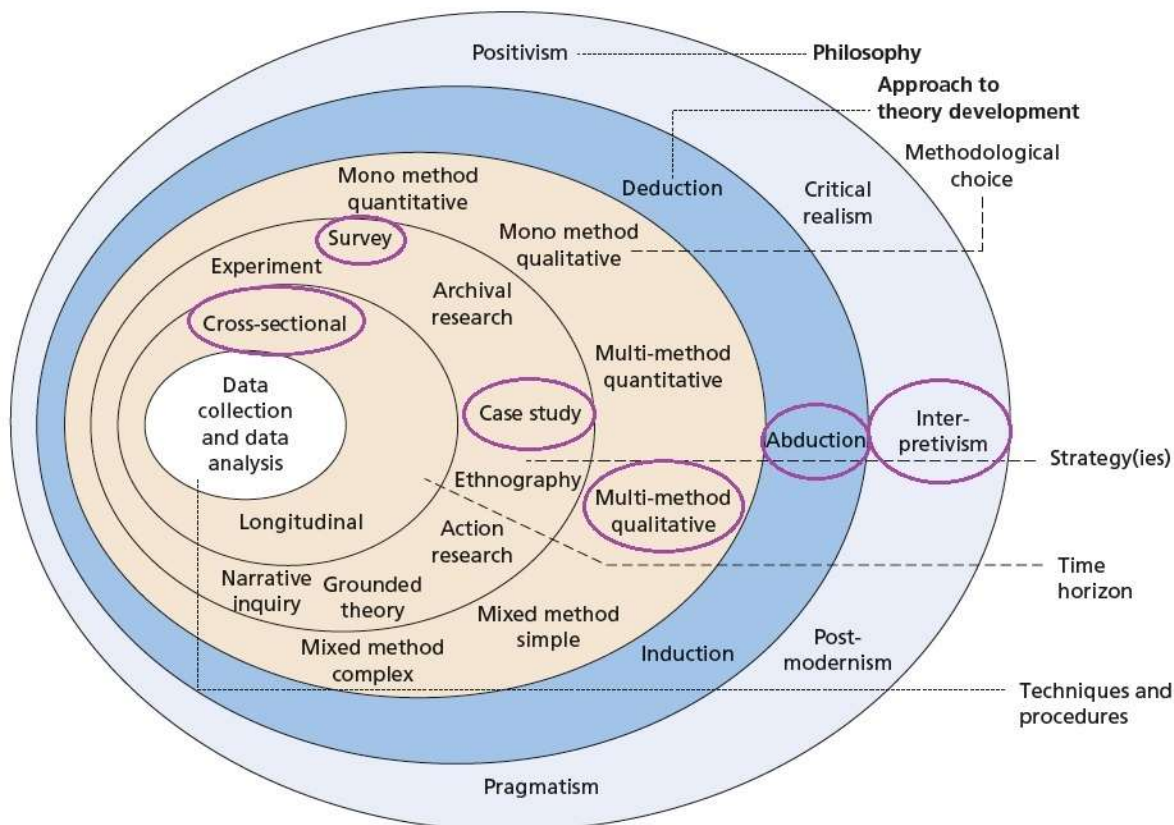 Positivism
Philosophy
Approach to
theory development
Methodological
choice
Mono method
quantitative
Deduction
Critical
realism
Survey
Mono method
qualitative
Experiment
Archival
research
Cross-sectional
Multi-method
quantitative
Data
collection
and data
analysis
Case study
Abduction
Inter-
pretivism
Strategy(ies)
Ethnography
Multi-method
qualitative
Longitudinal
Action
research
Time
horizon
Narrative
inquiry
Grounded
theory
Mixed method
simple
Mixed method
complex
Induction
Post-
modernism
Techniques and
procedures
Pragmatism